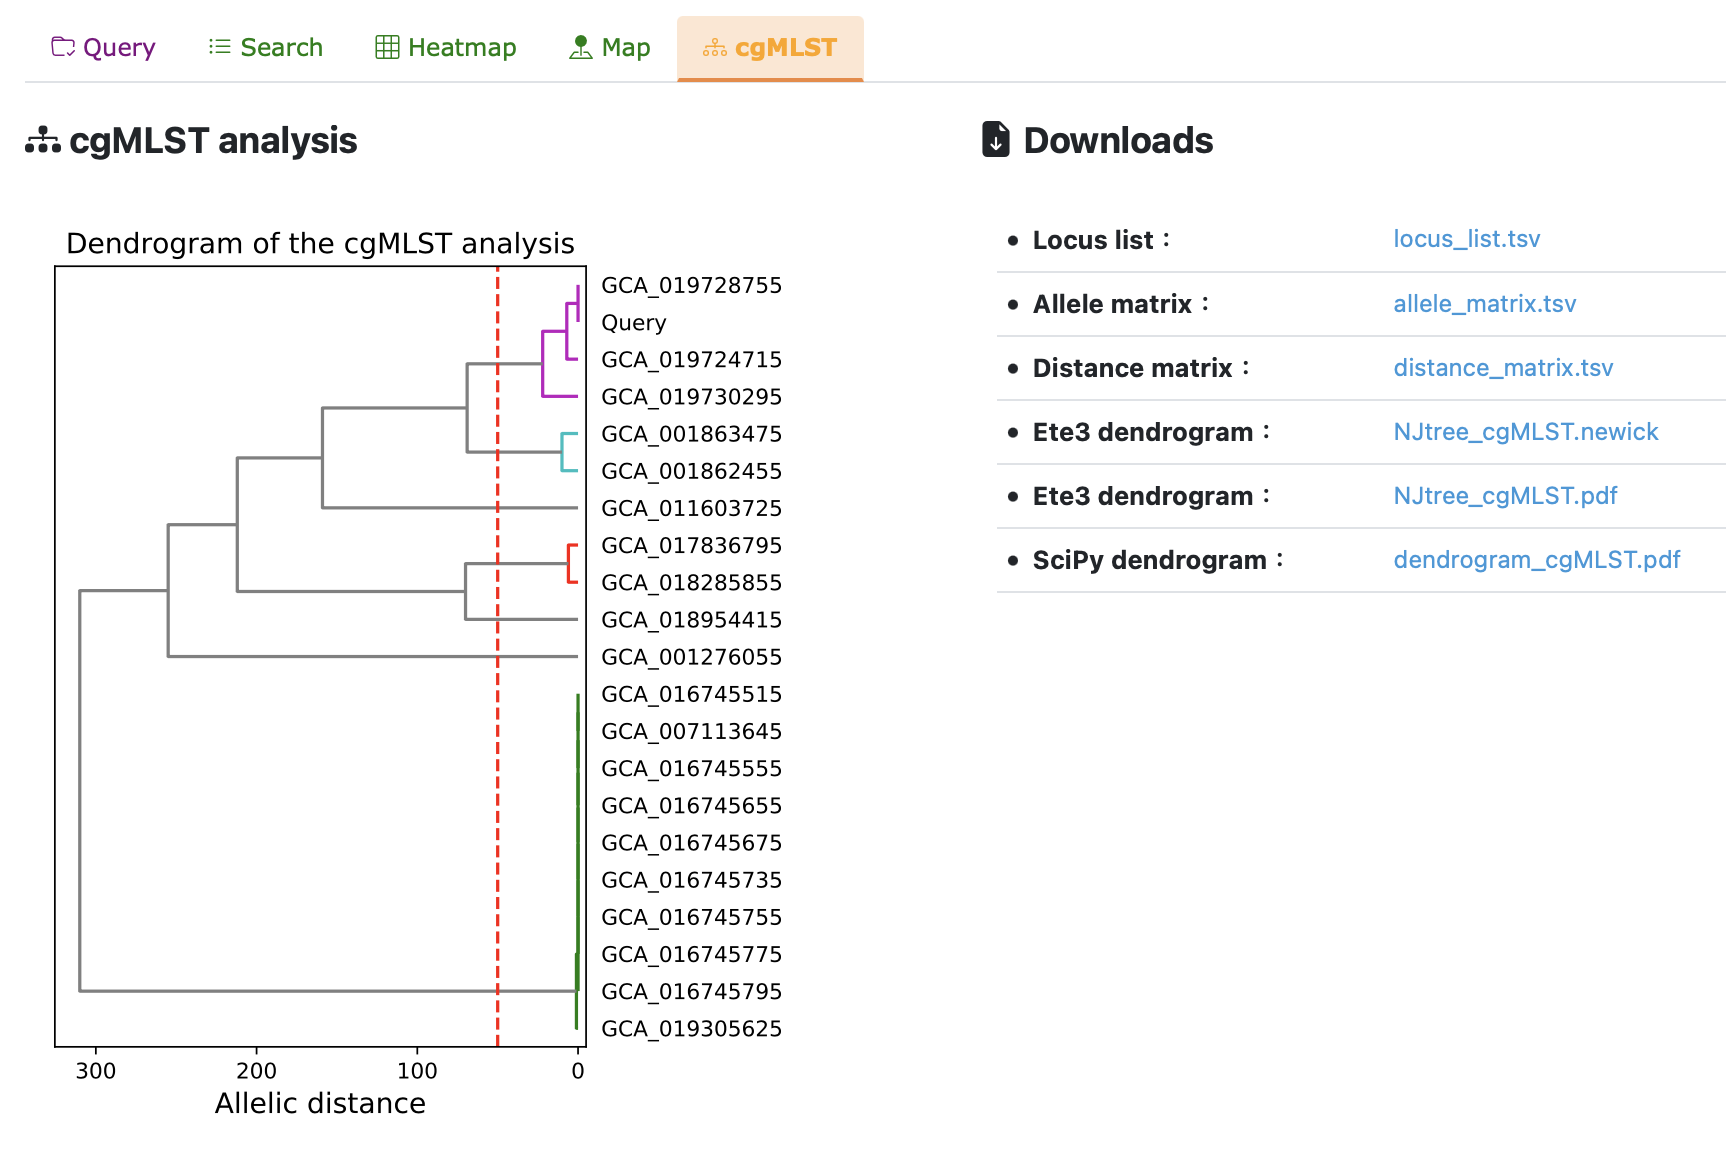 Query Search Heatmap Map cgMLST
cgMLST analysis
Dendrogram of the cgMLST analysis
GCA_019728755
Query
GCA_019724715
GCA_019730295
GCA_001863475
GCA_001862455
GCA_011603725
GCA_017836795
GCA_018285855
GCA_018954415
GCA_001276055
GCA_016745515
GCA_007113645
GCA_016745555
GCA_016745655
GCA_016745675
GCA_016745735
GCA_016745755
GCA_016745775
GCA_016745795
GCA_019305625
300 200 100 0
Allelic distance
Downloads
• Locus list : locus_list.tsv
• Allele matrix : allele_matrix.tsv
• Distance matrix : distance_matrix.tsv
• Ete3 dendrogram : NJtree_cgMLST.newick
• Ete3 dendrogram : NJtree_cgMLST.pdf
• SciPy dendrogram : dendrogram_cgMLST.pdf